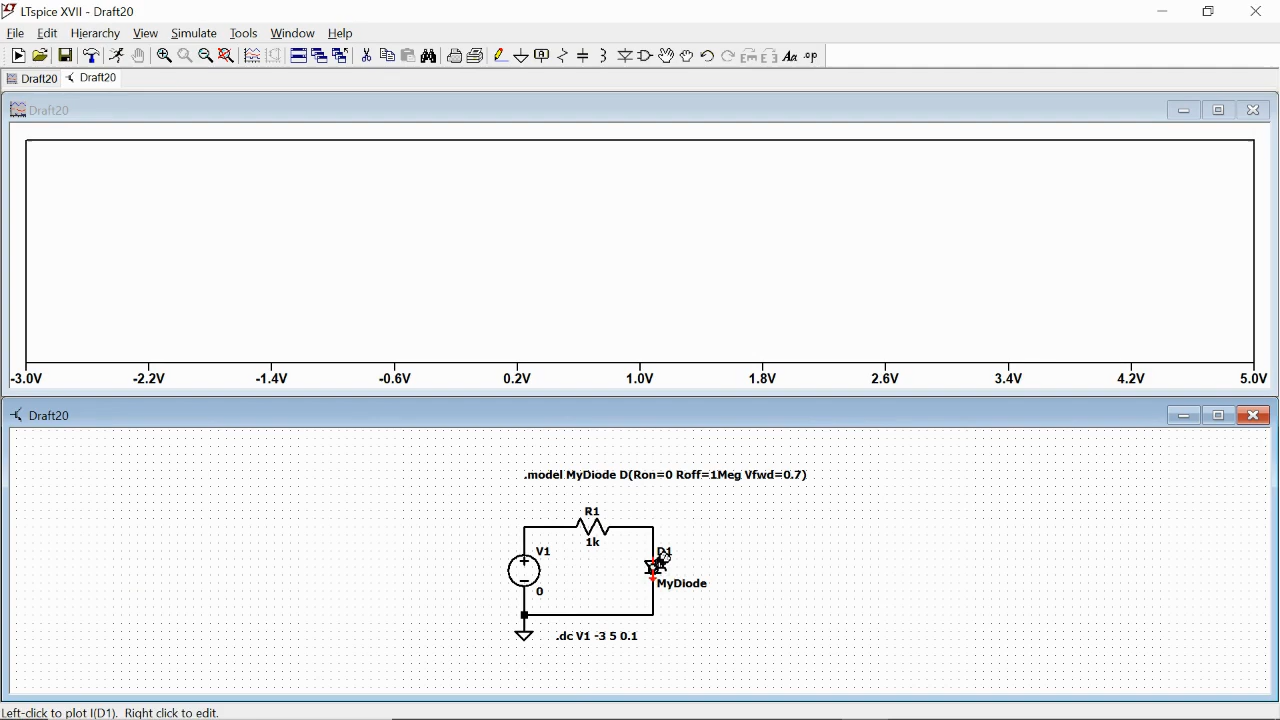 LTspice XVII - Draft20
File Edit Hierarchy View Simulate Tools Window Help
Draft20 Draft20
Draft20
-3.0V -2.2V -1.4V -0.6V 0.2V 1.0V 1.8V 2.6V 3.4V 4.2V 5.0V
Draft20
.model MyDiode D(Ron=0 Roff=1Meg Vfwd=0.7)
R1
1k
V1
0
D1
MyDiode
.dc V1 -3 5 0.1
Left-click to plot I(D1). Right click to edit.